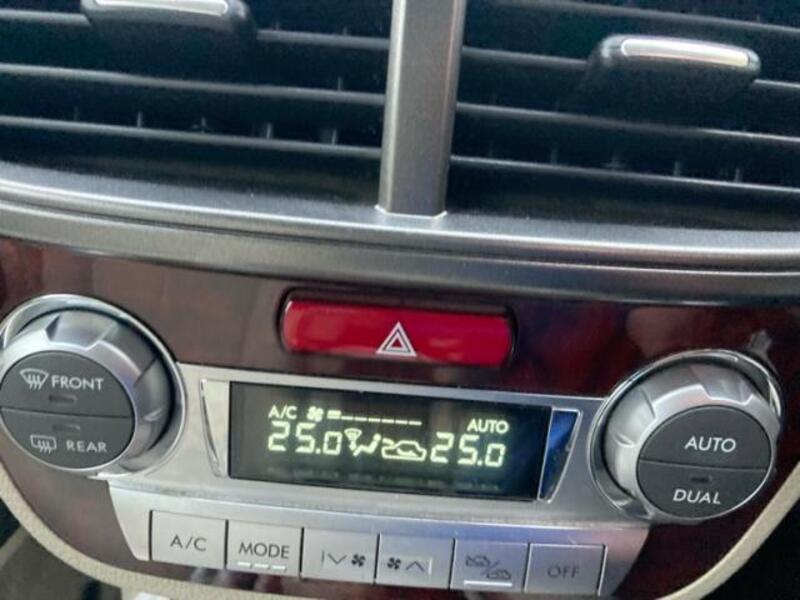 FRONT
REAR
A/C AUTO
25.0 25.0
AUTO
DUAL
A/C MODE OFF